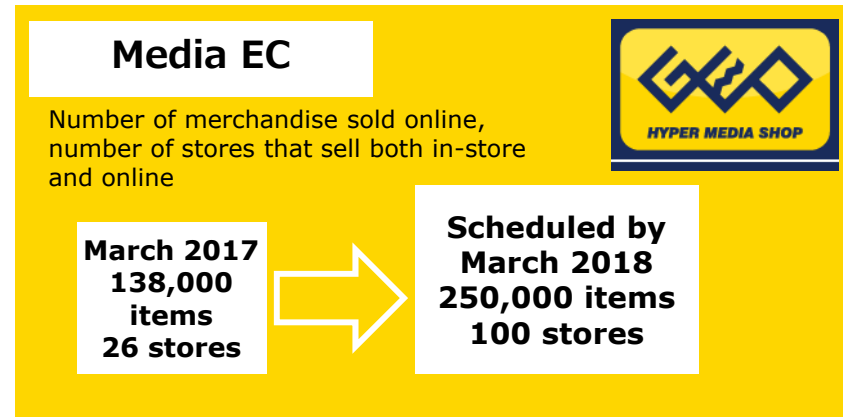 Media EC
GEO
HYPER MEDIA SHOP
Number of merchandise sold online,
number of stores that sell both in-store
and online
March 2017
138,000
items
26 stores
Scheduled by
March 2018
250,000 items
100 stores